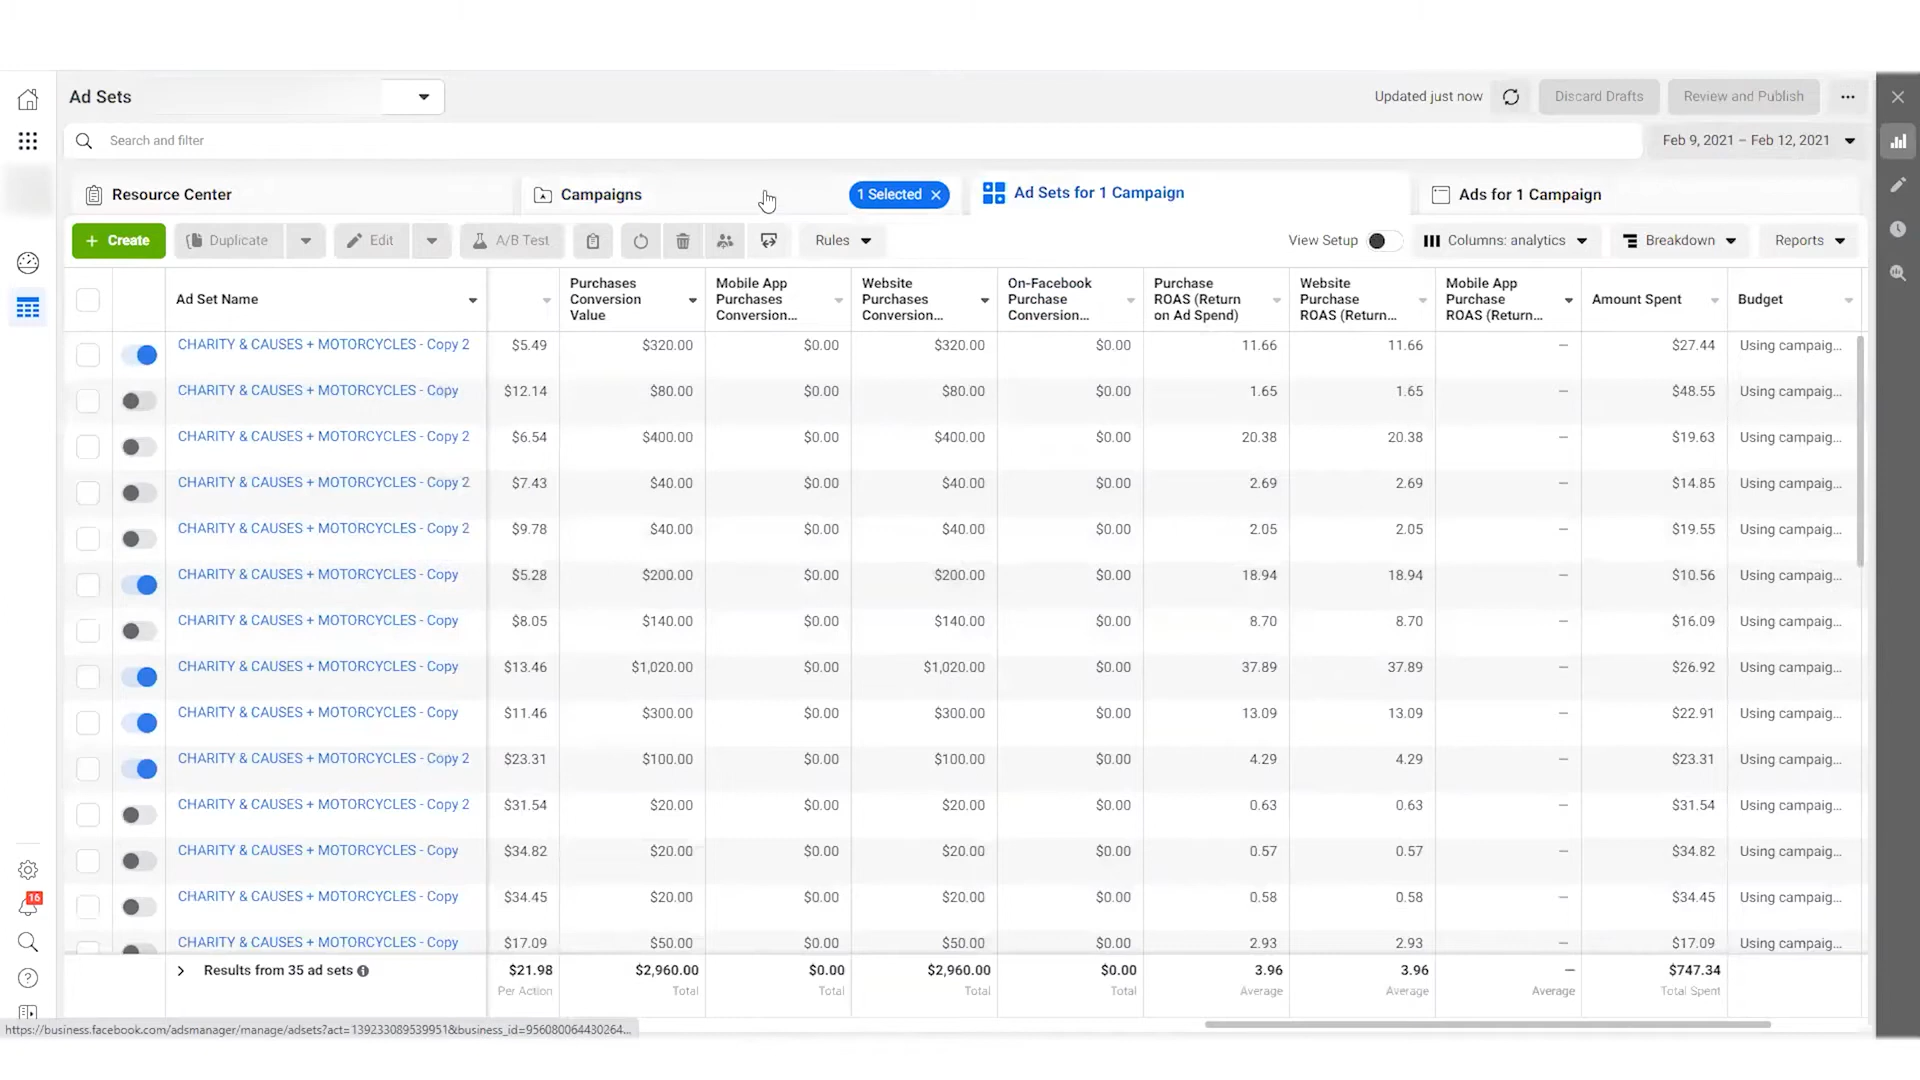 Ad Sets
Updated just now
Discard Drafts
Review and Publish
Search and filter
Feb 9, 2021 – Feb 12, 2021
Resource Center
Campaigns
1 Selected
Ad Sets for 1 Campaign
Ads for 1 Campaign
+ Create
Duplicate
Edit
A/B Test
Rules
View Setup
Columns: analytics
Breakdown
Reports
Ad Set Name
Purchases Conversion Value
Mobile App Purchases Conversion...
Website Purchases Conversion...
On-Facebook Purchase Conversion...
Purchase ROAS (Return on Ad Spend)
Website Purchase ROAS (Return...
Mobile App Purchase ROAS (Return...
Amount Spent
Budget
CHARITY & CAUSES + MOTORCYCLES - Copy 2 $5.49 $320.00 $0.00 $320.00 $0.00 11.66 11.66 — $27.44 Using campaig...
CHARITY & CAUSES + MOTORCYCLES - Copy $12.14 $80.00 $0.00 $80.00 $0.00 1.65 1.65 — $48.55 Using campaig...
CHARITY & CAUSES + MOTORCYCLES - Copy 2 $6.54 $400.00 $0.00 $400.00 $0.00 20.38 20.38 — $19.63 Using campaig...
CHARITY & CAUSES + MOTORCYCLES - Copy 2 $7.43 $40.00 $0.00 $40.00 $0.00 2.69 2.69 — $14.85 Using campaig...
CHARITY & CAUSES + MOTORCYCLES - Copy 2 $9.78 $40.00 $0.00 $40.00 $0.00 2.05 2.05 — $19.55 Using campaig...
CHARITY & CAUSES + MOTORCYCLES - Copy $5.28 $200.00 $0.00 $200.00 $0.00 18.94 18.94 — $10.56 Using campaig...
CHARITY & CAUSES + MOTORCYCLES - Copy $8.05 $140.00 $0.00 $140.00 $0.00 8.70 8.70 — $16.09 Using campaig...
CHARITY & CAUSES + MOTORCYCLES - Copy $13.46 $1,020.00 $0.00 $1,020.00 $0.00 37.89 37.89 — $26.92 Using campaig...
CHARITY & CAUSES + MOTORCYCLES - Copy $11.46 $300.00 $0.00 $300.00 $0.00 13.09 13.09 — $22.91 Using campaig...
CHARITY & CAUSES + MOTORCYCLES - Copy 2 $23.31 $100.00 $0.00 $100.00 $0.00 4.29 4.29 — $23.31 Using campaig...
CHARITY & CAUSES + MOTORCYCLES - Copy 2 $31.54 $20.00 $0.00 $20.00 $0.00 0.63 0.63 — $31.54 Using campaig...
CHARITY & CAUSES + MOTORCYCLES - Copy $34.82 $20.00 $0.00 $20.00 $0.00 0.57 0.57 — $34.82 Using campaig...
CHARITY & CAUSES + MOTORCYCLES - Copy $34.45 $20.00 $0.00 $20.00 $0.00 0.58 0.58 — $34.45 Using campaig...
CHARITY & CAUSES + MOTORCYCLES - Copy $17.09 $50.00 $0.00 $50.00 $0.00 2.93 2.93 — $17.09 Using campaig...
Results from 35 ad sets $21.98 $2,960.00 $0.00 $2,960.00 $0.00 3.96 3.96 — $747.34
Per Action Total Total Total Total Average Average Average Total Spent
16
https://business.facebook.com/adsmanager/manage/adsets?act=139233089539951&business_id=956080064430264...